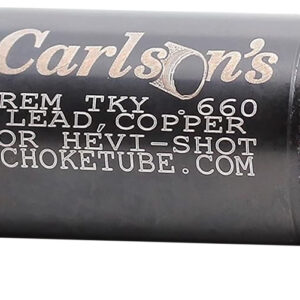 Carlson's
REM TKY .660
LEAD, COPPER
OR HEVI-SHOT
CHOKETUBE.COM